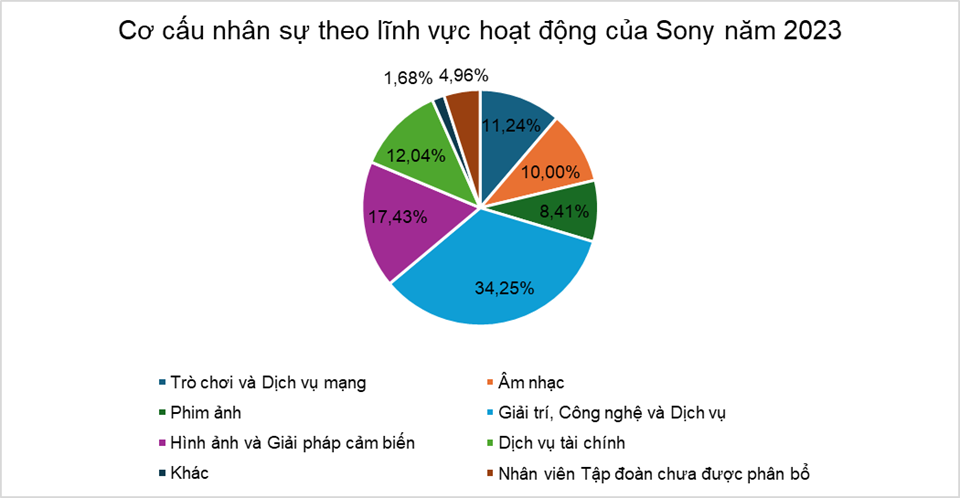 Cơ cấu nhân sự theo lĩnh vực hoạt động của Sony năm 2023
1,68%
4,96%
11,24%
10,00%
8,41%
34,25%
17,43%
12,04%
Trò chơi và Dịch vụ mạng
Âm nhạc
Phim ảnh
Giải trí, Công nghệ và Dịch vụ
Hình ảnh và Giải pháp cảm biến
Dịch vụ tài chính
Khác
Nhân viên Tập đoàn chưa được phân bổ